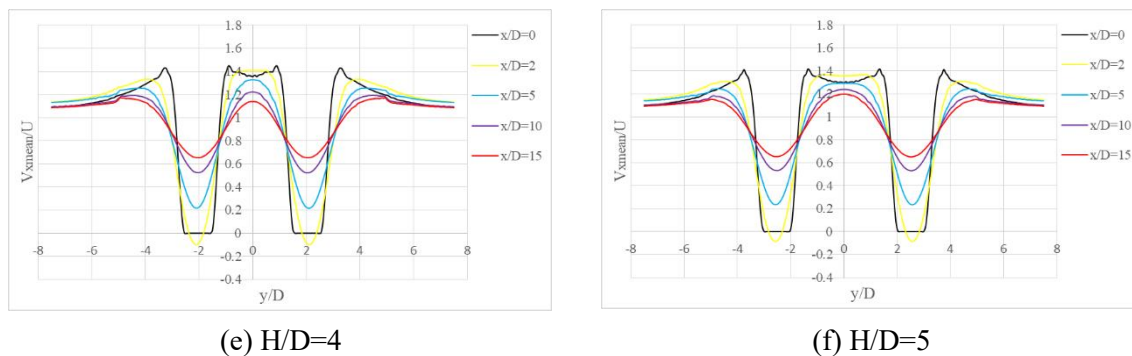 1.8
1.6
1.4
1.2
1
0.8
0.6
0.4
0.2
0
-0.2
-0.4
-8
-6
-4
-2
0
2
4
6
8
Vxmean/U
y/D
x/D=0
x/D=2
x/D=5
x/D=10
x/D=15
(e) H/D=4
1.8
1.6
1.4
1.2
1
0.8
0.6
0.4
0.2
0
-0.2
-0.4
-8
-6
-4
-2
0
2
4
6
8
Vxmean/U
y/D
x/D=0
x/D=2
x/D=5
x/D=10
x/D=15
(f) H/D=5